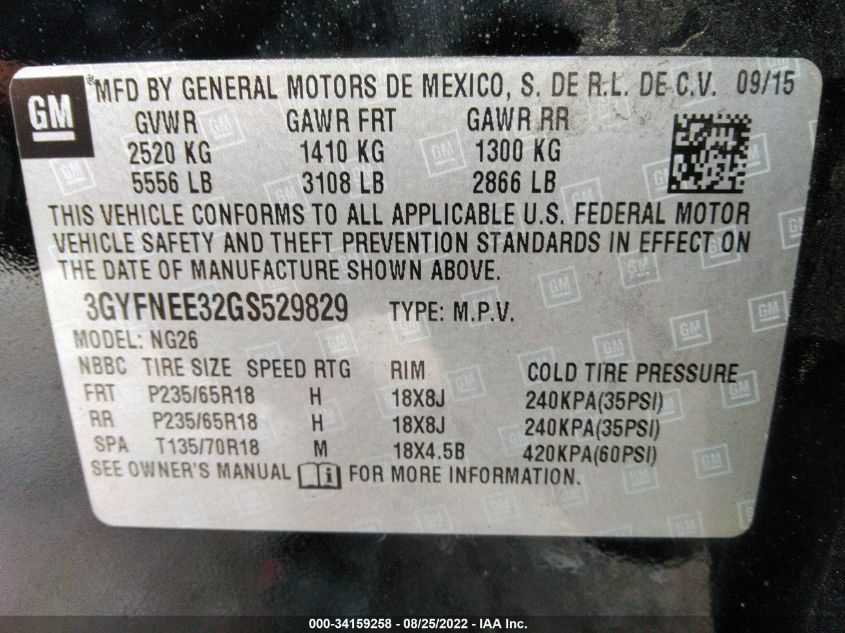 GM *MFD BY GENERAL MOTORS DE MEXICO, S. DE R.L. DE C.V. 09/15
GVWR GAWR FRT GAWR RR
2520 KG 1410 KG 1300 KG
5556 LB 3108 LB 2866 LB
THIS VEHICLE CONFORMS TO ALL APPLICABLE U.S. FEDERAL MOTOR
VEHICLE SAFETY AND THEFT PREVENTION STANDARDS IN EFFECT ON
THE DATE OF MANUFACTURE SHOWN ABOVE.
3GYFNEE32GS529829 TYPE: M.P.V.
MODEL: NG26
NBBC TIRE SIZE SPEED RTG RIM COLD TIRE PRESSURE
FRT P235/65R18 H 18X8J 240KPA(35PSI)
RR P235/65R18 H 18X8J 240KPA(35PSI)
SPA T135/70R18 M 18X4.5B 420KPA(60PSI)
SEE OWNER'S MANUAL i FOR MORE INFORMATION.
000-34159258 - 08/25/2022 - IAA Inc.